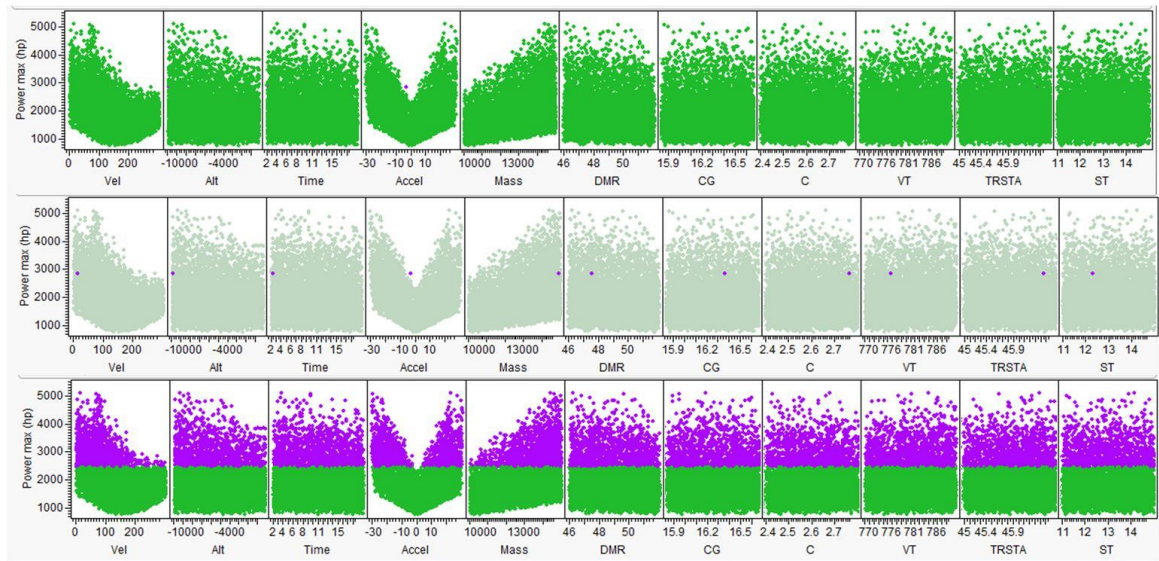 Power max (hp)
5000
4000
3000
2000
1000
0 100 200 -10000 -4000 2 4 6 8 11 15 -30 -10 0 10 10000 13000 46 48 50 15.9 16.2 16.5 2.4 2.5 2.6 2.7 770 776 781 786 45 45.4 45.9 11 12 13 14
Vel Alt Time Accel Mass DMR CG C VT TRSTA ST
Power max (hp)
5000
4000
3000
2000
1000
0 100 200 -10000 -4000 2 4 6 8 11 15 -30 -10 0 10 10000 13000 46 48 50 15.9 16.2 16.5 2.4 2.5 2.6 2.7 770 776 781 786 45 45.4 45.9 11 12 13 14
Vel Alt Time Accel Mass DMR CG C VT TRSTA ST
Power max (hp)
5000
4000
3000
2000
1000
0 100 200 -10000 -4000 2 4 6 8 11 15 -30 -10 0 10 10000 13000 46 48 50 15.9 16.2 16.5 2.4 2.5 2.6 2.7 770 776 781 786 45 45.4 45.9 11 12 13 14
Vel Alt Time Accel Mass DMR CG C VT TRSTA ST